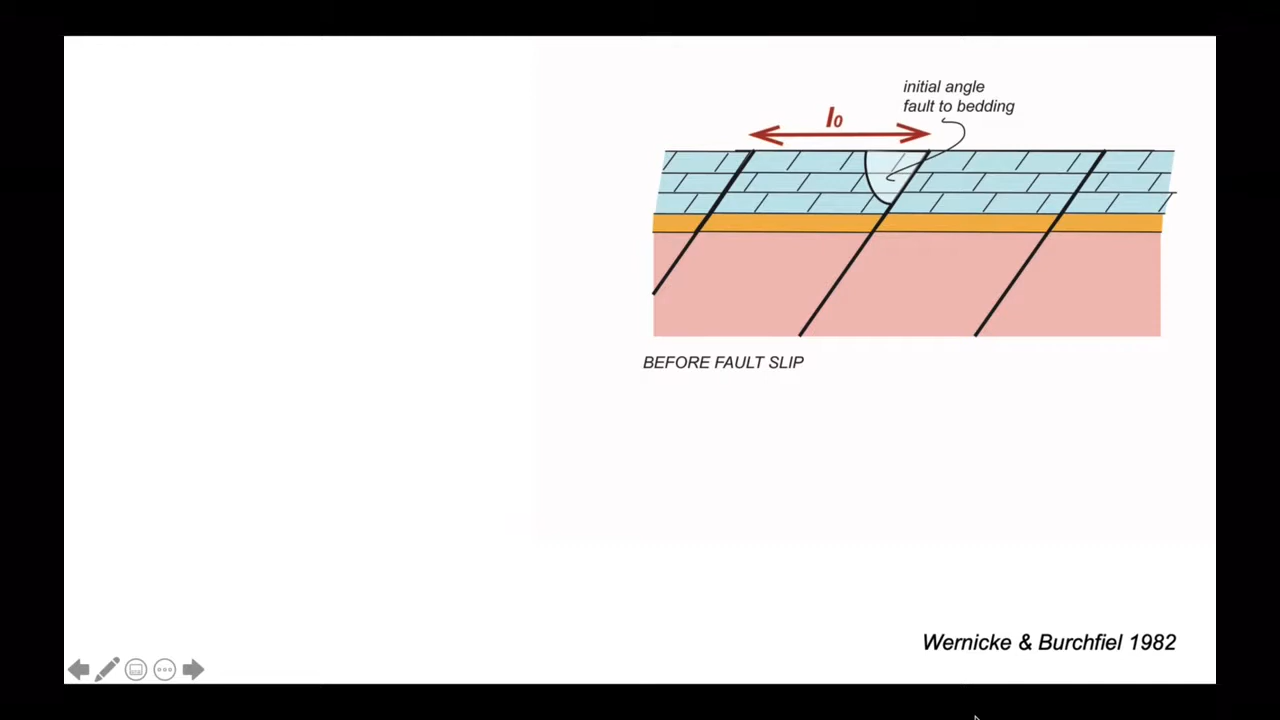 initial angle
fault to bedding
l₀
BEFORE FAULT SLIP
Wernicke & Burchfiel 1982